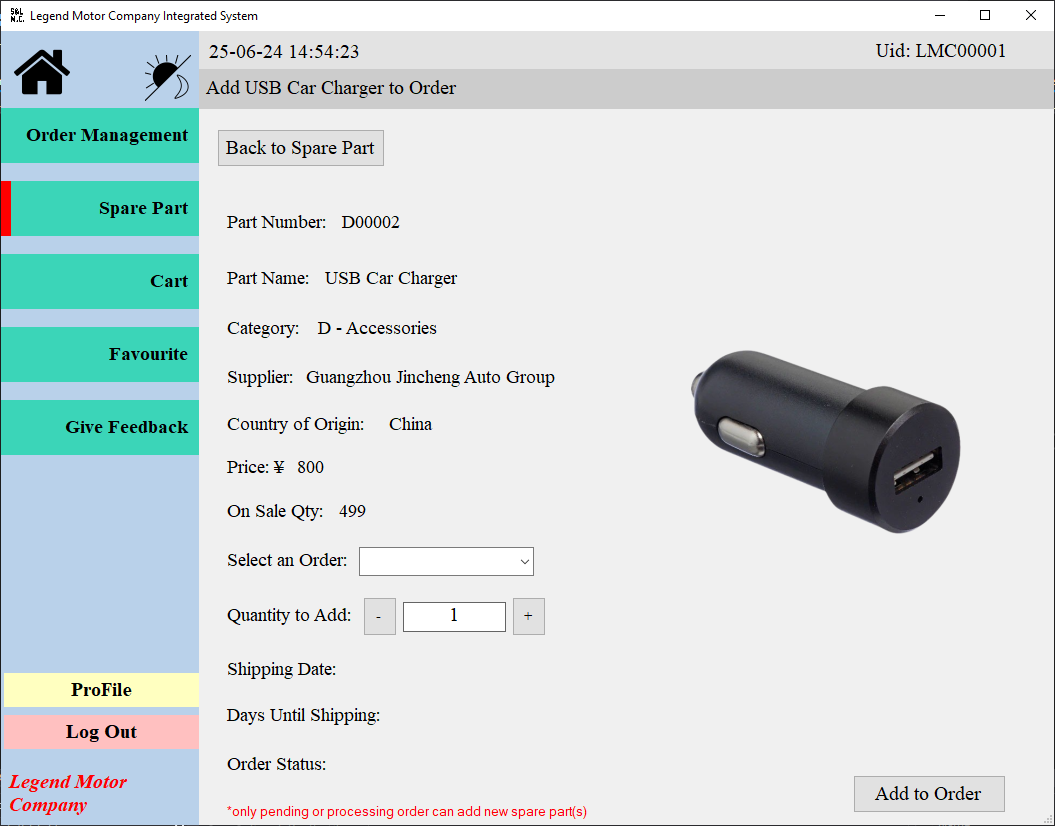 S&L
N.C.
Legend Motor Company Integrated System
25-06-24 14:54:23
Uid: LMC00001
Add USB Car Charger to Order
Order Management
Spare Part
Cart
Favourite
Give Feedback
ProFile
Log Out
Legend Motor
Company
Back to Spare Part
Part Number: D00002
Part Name: USB Car Charger
Category: D - Accessories
Supplier: Guangzhou Jincheng Auto Group
Country of Origin: China
Price: ¥ 800
On Sale Qty: 499
Select an Order:
Quantity to Add: - 1 +
Shipping Date:
Days Until Shipping:
Order Status:
*only pending or processing order can add new spare part(s)
Add to Order